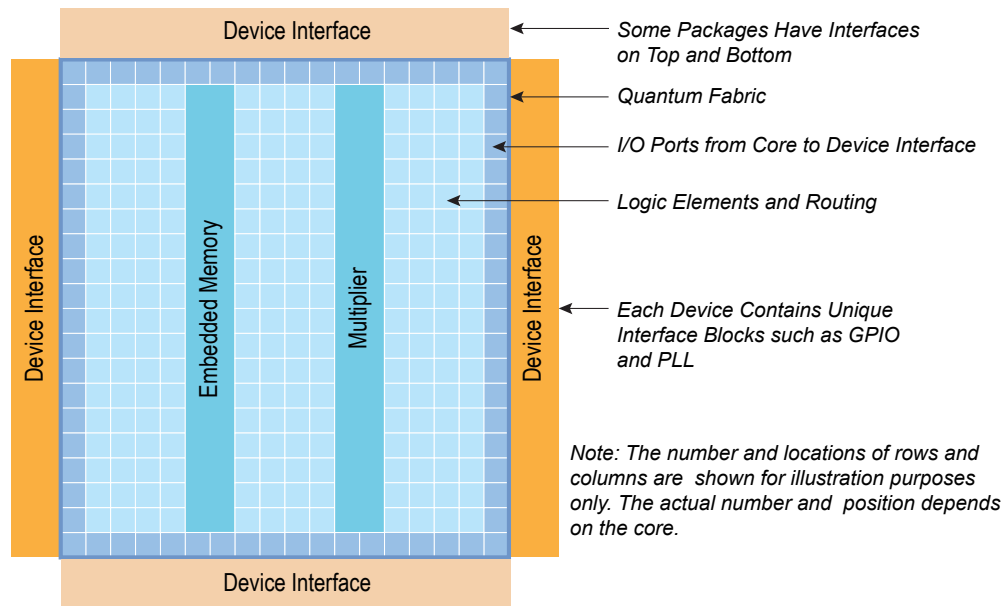 Device Interface
Some Packages Have Interfaces
on Top and Bottom
Quantum Fabric
I/O Ports from Core to Device Interface
Logic Elements and Routing
Device Interface
Embedded Memory
Multiplier
Device Interface
Each Device Contains Unique
Interface Blocks such as GPIO
and PLL
Note: The number and locations of rows and
columns are shown for illustration purposes
only. The actual number and position depends
on the core.
Device Interface